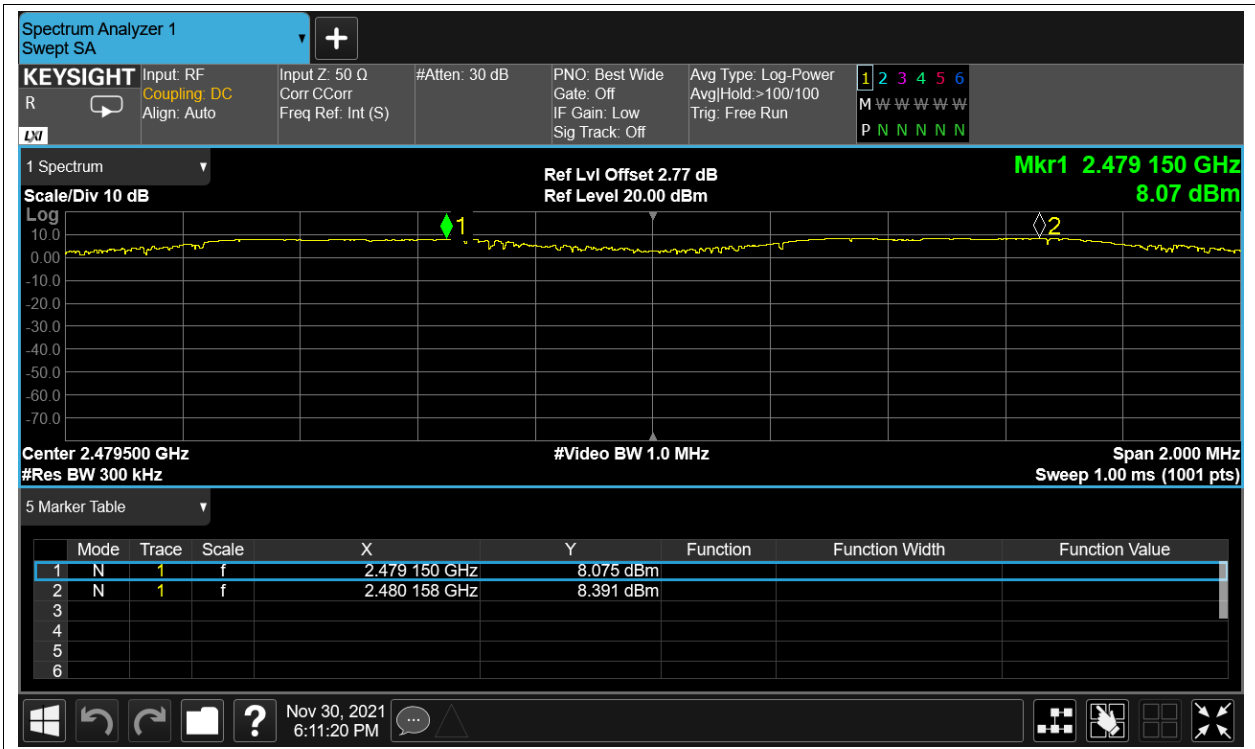 Spectrum Analyzer 1
Swept SA
+
KEYSIGHT Input: RF Input Z: 50 Ω #Atten: 30 dB PNO: Best Wide Avg Type: Log-Power 1 2 3 4 5 6
R Coupling: DC Corr CCorr Gate: Off Avg|Hold:>100/100 M W W W W W
Align: Auto Freq Ref: Int (S) IF Gain: Low Trig: Free Run
LXI Sig Track: Off P N N N N N
1 Spectrum Ref Lvl Offset 2.77 dB Mkr1 2.479 150 GHz
Scale/Div 10 dB Ref Level 20.00 dBm 8.07 dBm
Log
1 2
10.0
0.00
-10.0
-20.0
-30.0
-40.0
-50.0
-60.0
-70.0
Center 2.479500 GHz #Video BW 1.0 MHz Span 2.000 MHz
#Res BW 300 kHz Sweep 1.00 ms (1001 pts)
5 Marker Table
Mode Trace Scale X Y Function Function Width Function Value
1 N 1 f 2.479 150 GHz 8.075 dBm
2 N 1 f 2.480 158 GHz 8.391 dBm
3
4
5
6
? Nov 30, 2021
6:11:20 PM